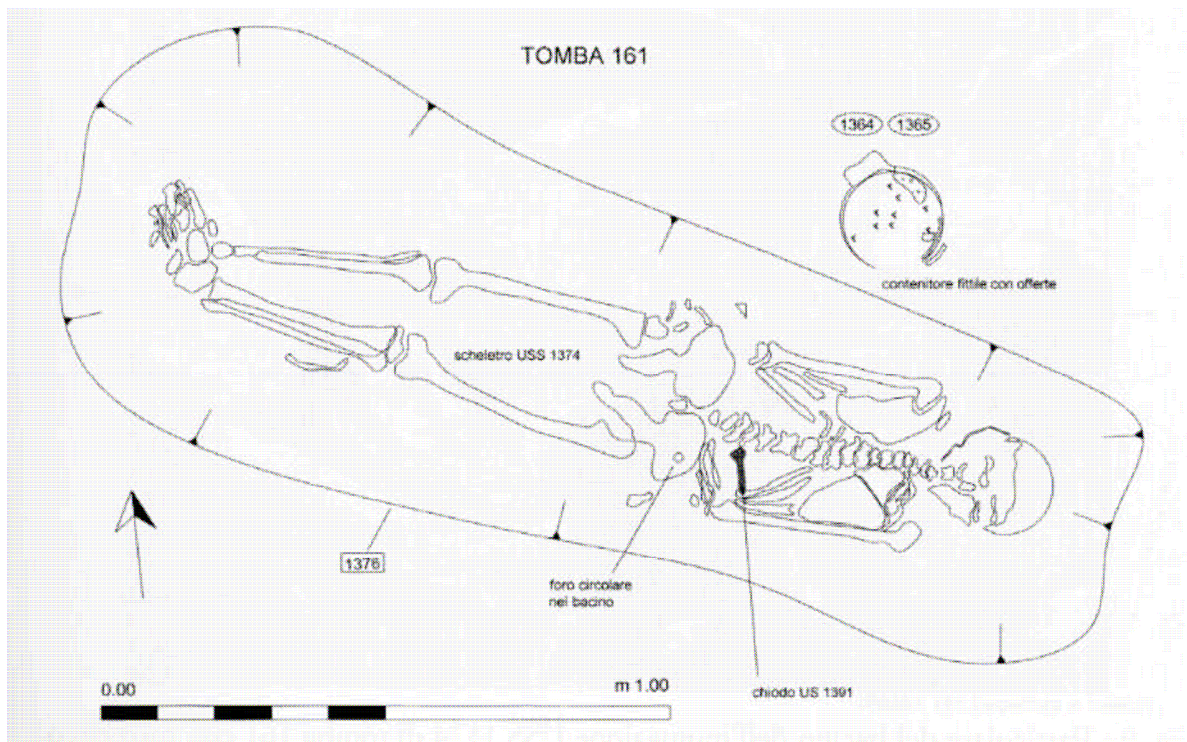 TOMBA 161
1364 1365
contenitore fittile con offerte
scheletro USS 1374
1376
foro circolare
nel bacino
chiodo US 1391
0.00
m 1.00